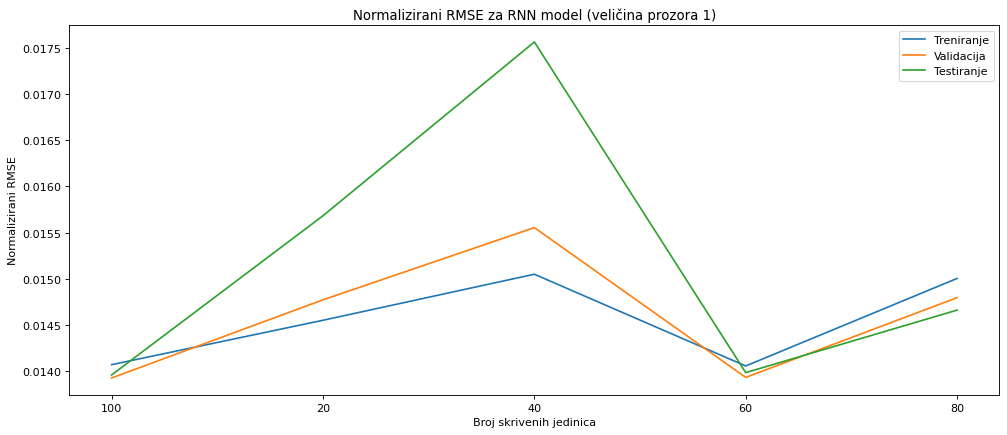 Normalizirani RMSE za RNN model (veličina prozora 1)
Treniranje
Validacija
Testiranje
Normalizirani RMSE
0.0175
0.0170
0.0165
0.0160
0.0155
0.0150
0.0145
0.0140
100 20 40 60 80
Broj skrivenih jedinica